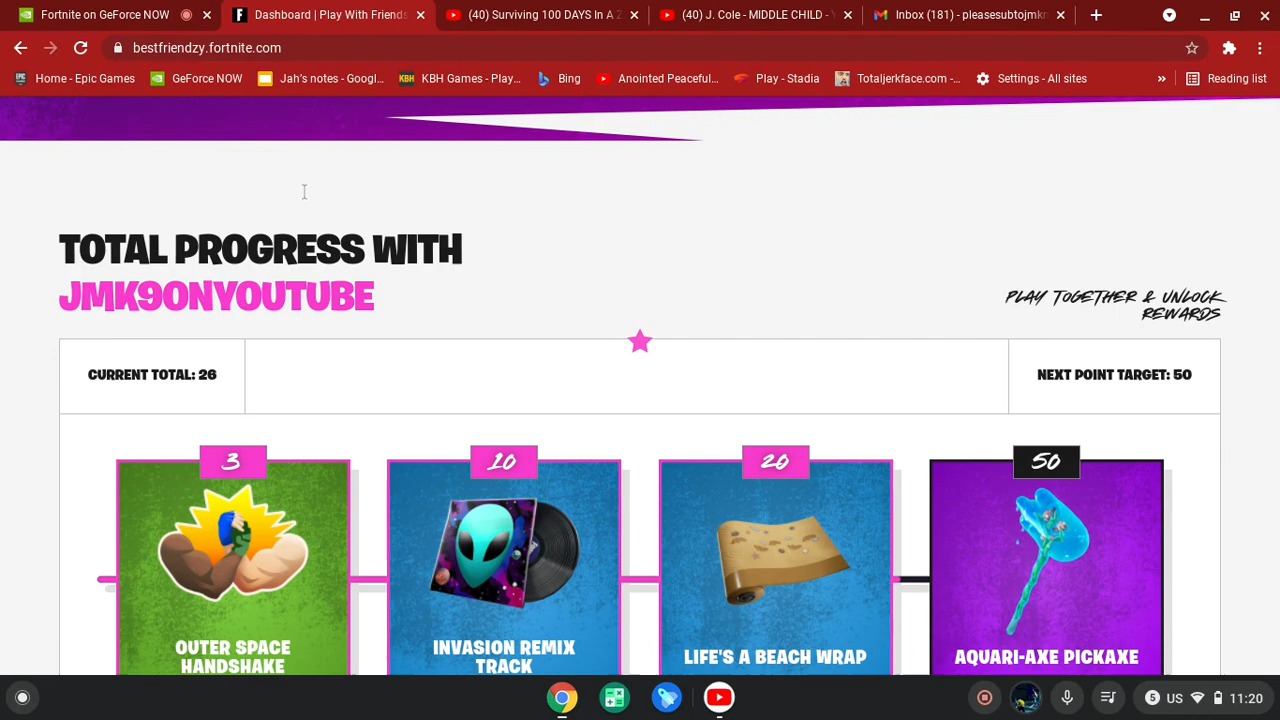 Fortnite on GeForce NOW
Dashboard | Play With Friends
(40) Surviving 100 DAYS In A 2
(40) J. Cole - MIDDLE CHILD - Y
Inbox (181) - pleasesubtojmkr
bestfriendzy.fortnite.com
Home - Epic Games
GeForce NOW
Jah's notes - Googl...
KBH
KBH Games - Play...
Bing
Anointed Peaceful...
Play - Stadia
Totaljerkface.com -...
Settings - All sites
Reading list
TOTAL PROGRESS WITH
JMK9ONYOUTUBE
PLAY TOGETHER & UNLOCK
REWARDS
CURRENT TOTAL: 26
NEXT POINT TARGET: 50
3
10
20
50
OUTER SPACE
HANDSHAKE
INVASION REMIX
TRACK
LIFE'S A BEACH WRAP
AQUARI-AXE PICKAXE
5 US 11:20